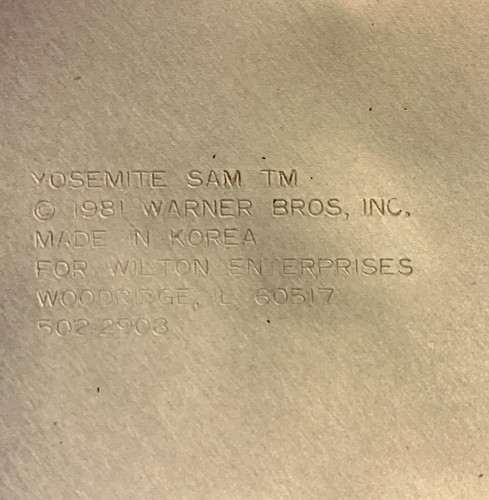 YOSEMITE SAM TM
© 1981 WARNER BROS, INC.
MADE IN KOREA
FOR WILTON ENTERPRISES
WOODRIDGE, IL 60517
502-2908